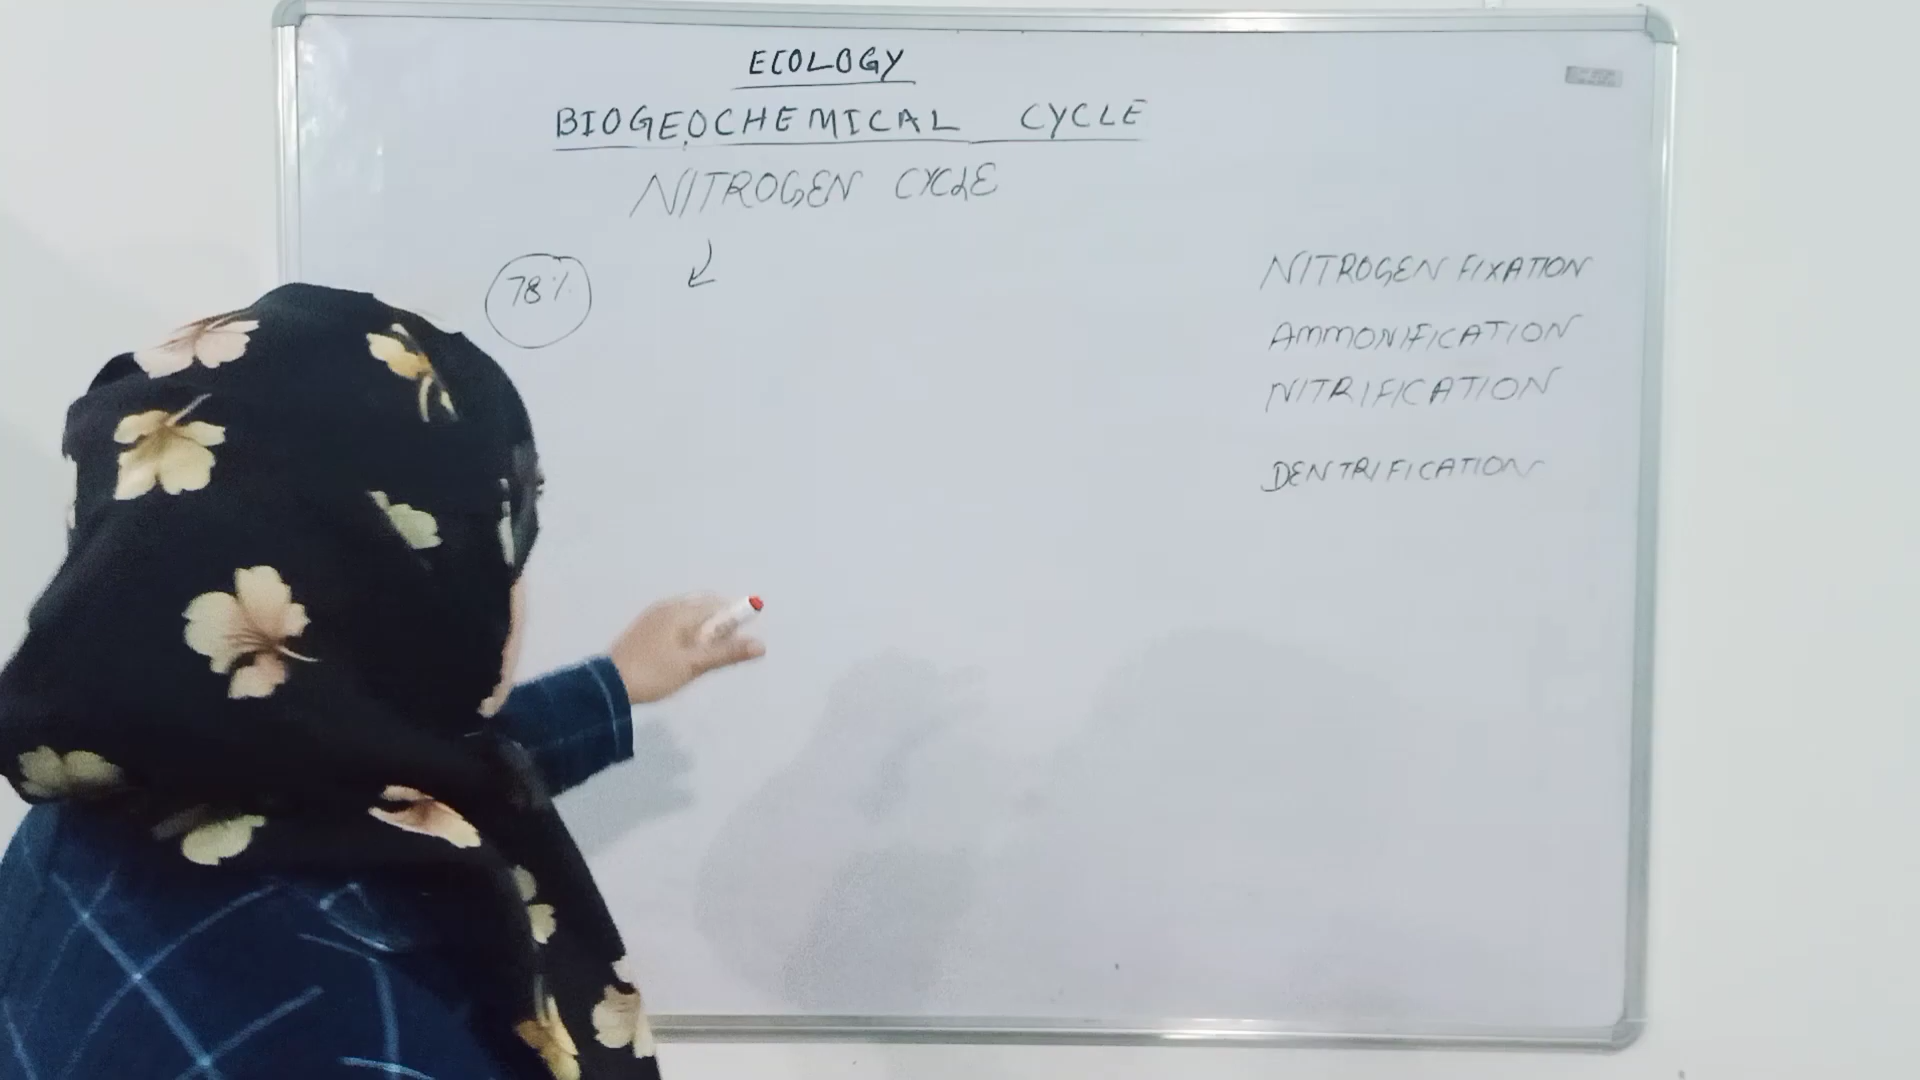 ECOLOGY
BIOGEOCHEMICAL CYCLE
NITROGEN CYCLE
78%
NITROGEN FIXATION
AMMONIFICATION
NITRIFICATION
DENTRIFICATION